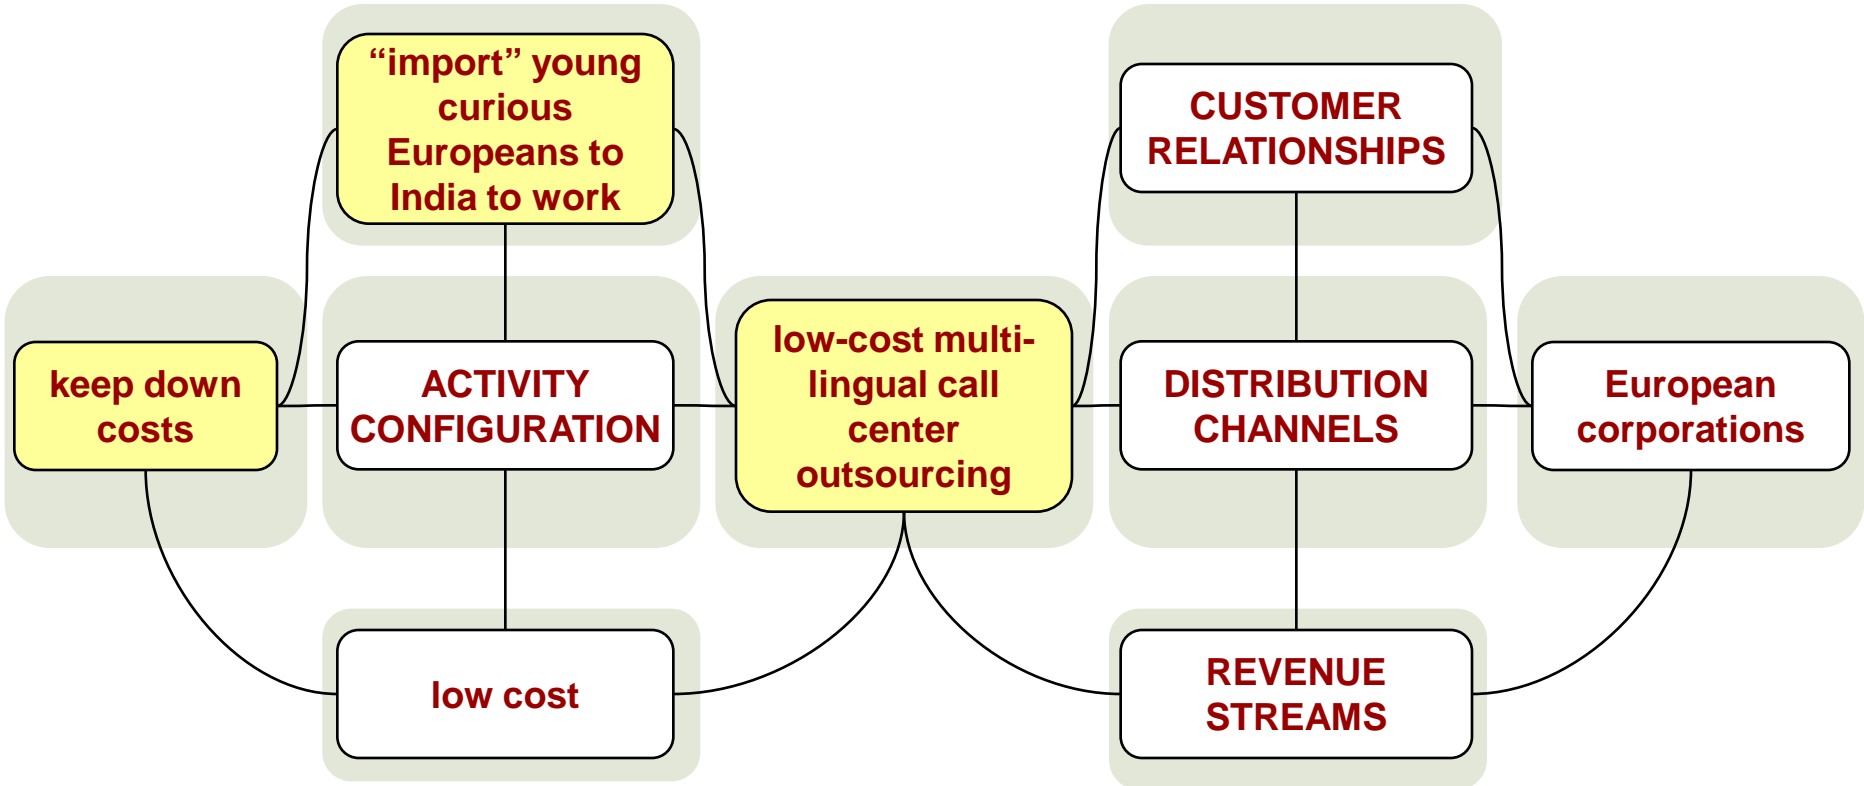 “import” young
curious
Europeans to
India to work
CUSTOMER
RELATIONSHIPS
keep down
costs
ACTIVITY
CONFIGURATION
low-cost multi-
lingual call
center
outsourcing
DISTRIBUTION
CHANNELS
European
corporations
low cost
REVENUE
STREAMS